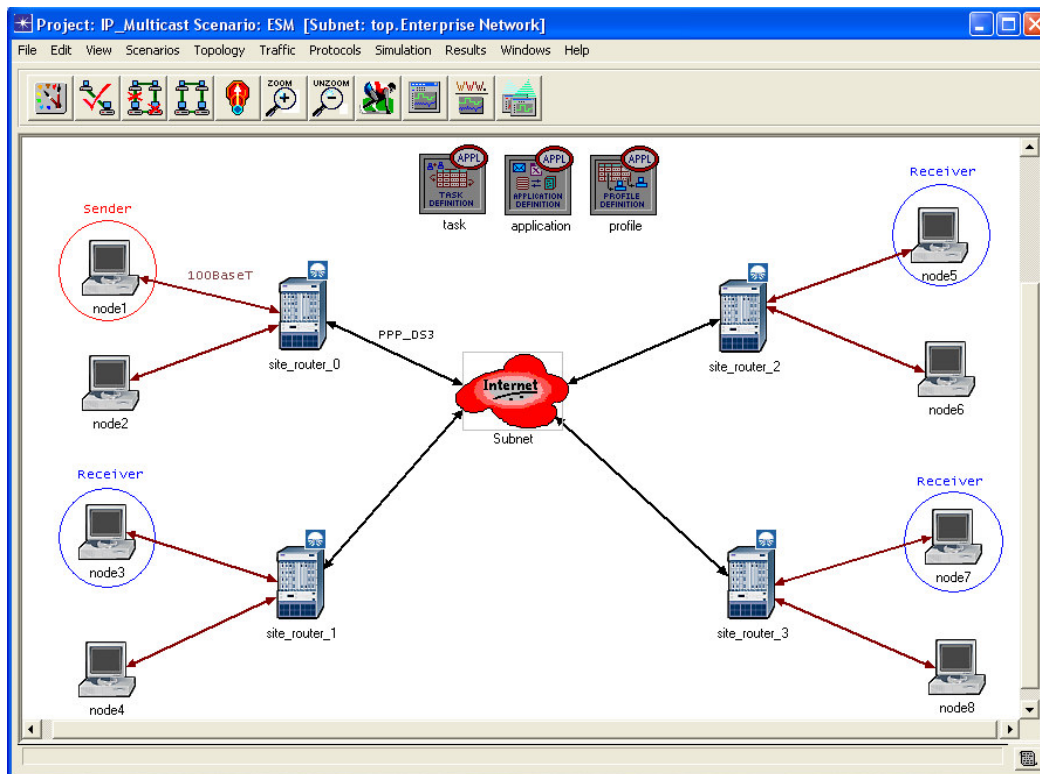 Project: IP_Multicast Scenario: ESM [Subnet: top.Enterprise Network]
File Edit View Scenarios Topology Traffic Protocols Simulation Results Windows Help
ZOOM
UNZOOM
WWW.
APPL
TASK
DEFINITION
task
APPL
APPLICATION
DEFINITION
application
APPL
PROFILE
DEFINITION
profile
Sender
node1
100BaseT
node2
site_router_0
PPP_DS3
Receiver
node5
site_router_2
node6
Internet
Subnet
Receiver
node3
site_router_1
node4
Receiver
node7
site_router_3
node8